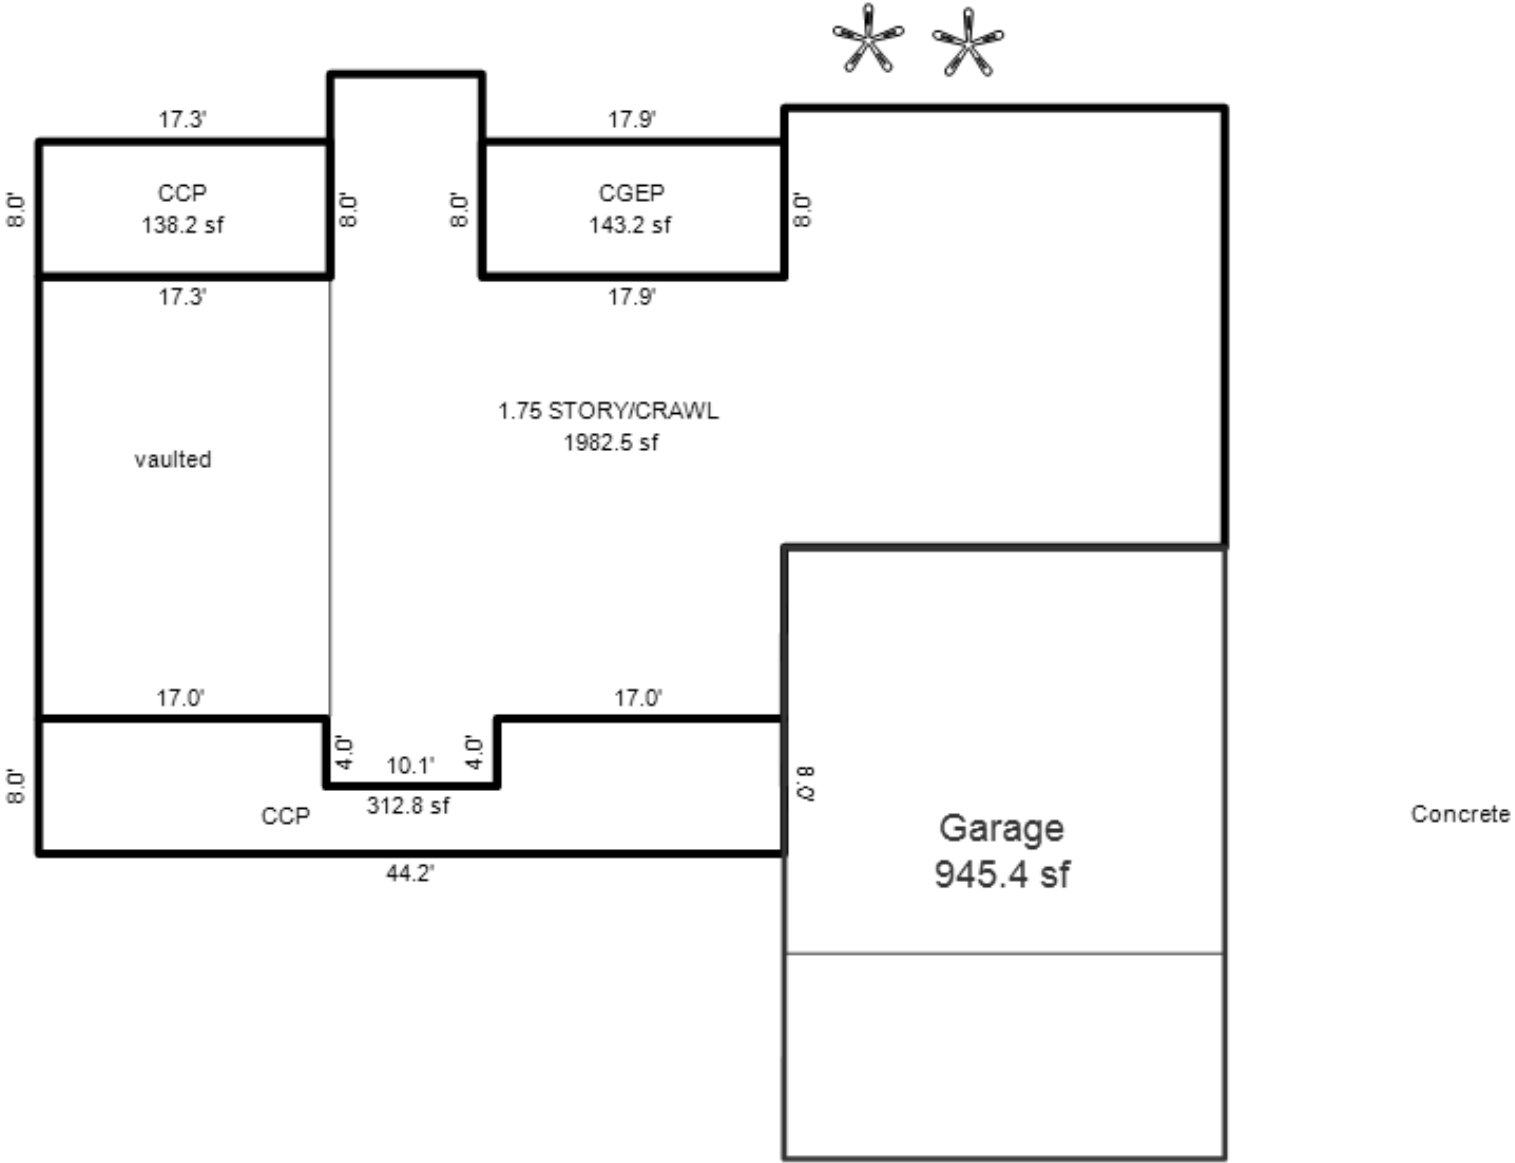 17.3'
17.9'
8.0'
CCP
138.2 sf
8.0'
8.0'
CGEP
143.2 sf
8.0'
17.3'
17.9'
1.75 STORY/CRAWL
1982.5 sf
vaulted
17.0'
17.0'
4.0'
10.1'
4.0'
8.0'
CCP
312.8 sf
8.0'
44.2'
Garage
945.4 sf
Concrete